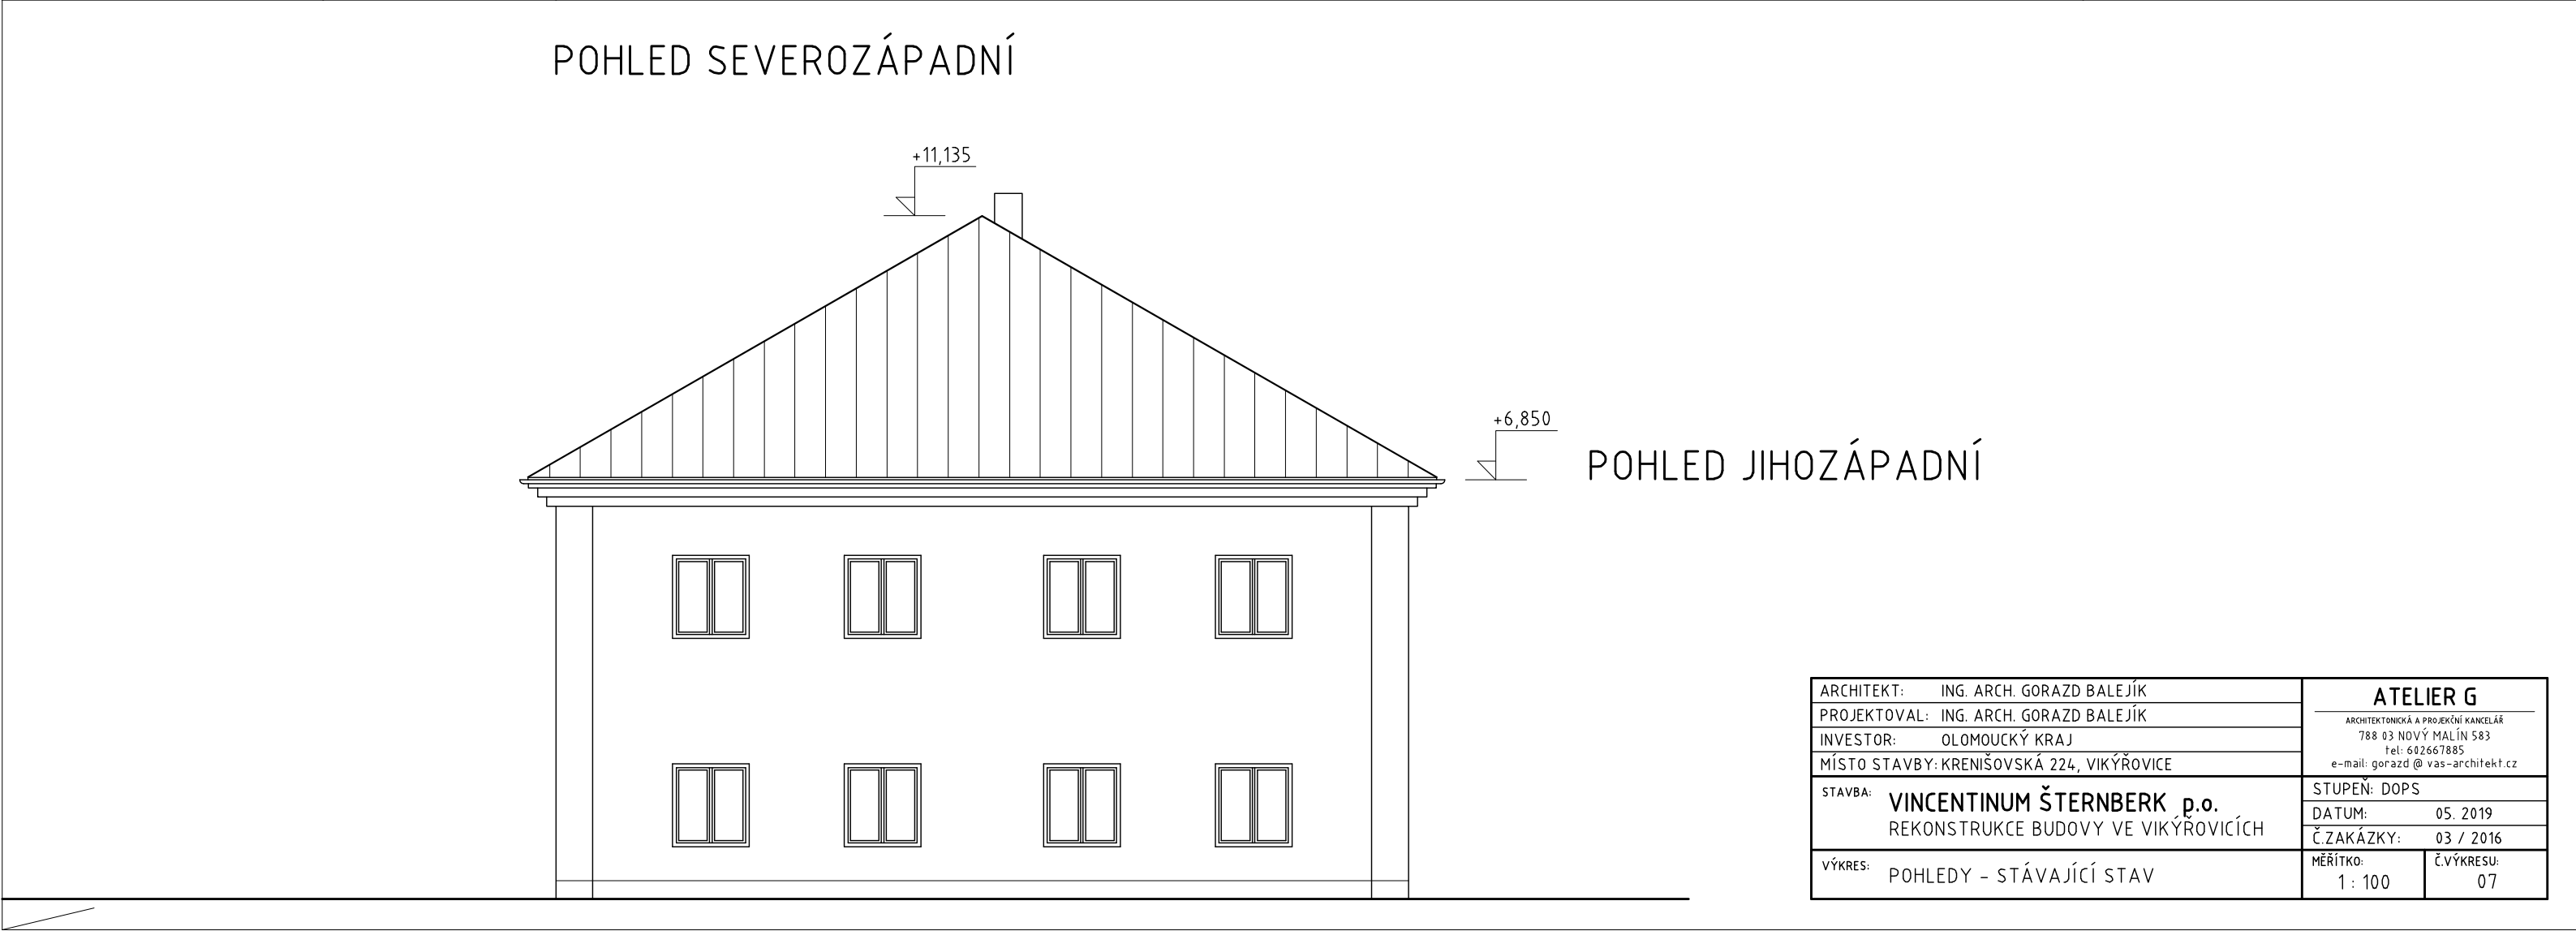 POHLED SEVEROZÁPADNÍ
+11,135
+6,850
POHLED JIHOZÁPADNÍ
ARCHITEKT: ING. ARCH. GORAZD BALEJÍK
PROJEKTOVAL: ING. ARCH. GORAZD BALEJÍK
INVESTOR: OLOMOUCKÝ KRAJ
MÍSTO STAVBY: KRENIŠOVSKÁ 224, VIKÝŘOVICE
STAVBA: VINCENTINUM ŠTERNBERK p.o.
REKONSTRUKCE BUDOVY VE VIKÝŘOVICÍCH
VÝKRES: POHLEDY - STÁVAJÍCÍ STAV
ATELIER G
ARCHITEKTONICKÁ A PROJEKČNÍ KANCELÁŘ
788 03 NOVÝ MALÍN 583
tel: 602667885
e-mail: gorazd @ vas-architekt.cz
STUPEŇ: DOPS
DATUM: 05. 2019
Č.ZAKÁZKY: 03 / 2016
MĚŘÍTKO: 1 : 100
Č.VÝKRESU: 07